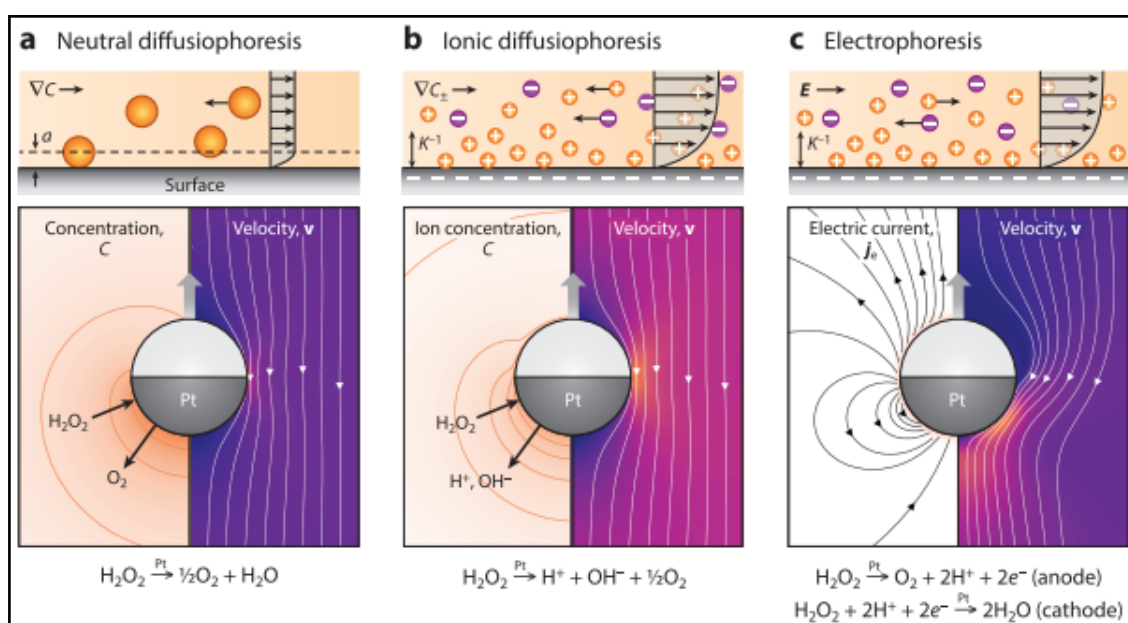 a Neutral diffusiophoresis
∇C
a
Surface
Concentration,
C
Velocity, v
Pt
H₂O₂
O₂
H₂O₂ Pt→ ½O₂ + H₂O
b Ionic diffusiophoresis
∇C±
K⁻¹
Ion concentration,
C
Velocity, v
Pt
H₂O₂
H⁺, OH⁻
H₂O₂ Pt→ H⁺ + OH⁻ + ½O₂
c Electrophoresis
E
K⁻¹
Electric current,
jₑ
Velocity, v
Pt
H₂O₂ Pt→ O₂ + 2H⁺ + 2e⁻ (anode)
H₂O₂ + 2H⁺ + 2e⁻ Pt→ 2H₂O (cathode)